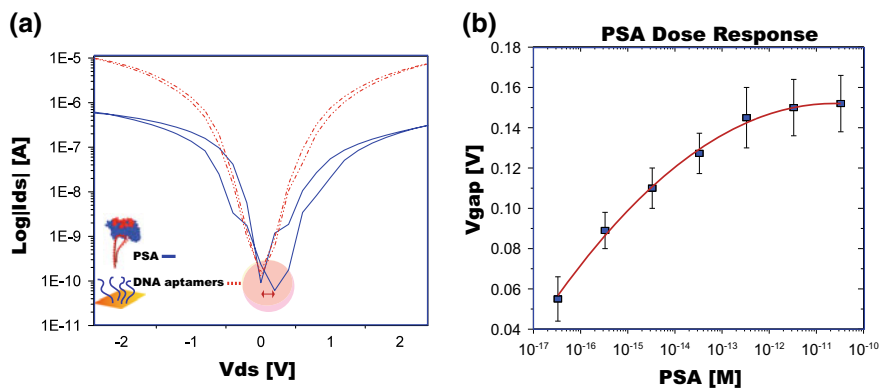 (a)
Log|Ids| [A]
1E-5
1E-6
1E-7
1E-8
1E-9
1E-10
1E-11
PSA
DNA aptamers
-2 -1 0 1 2
Vds [V]
(b)
PSA Dose Response
Vgap [V]
0.18
0.16
0.14
0.12
0.10
0.08
0.06
0.04
10⁻¹⁷ 10⁻¹⁶ 10⁻¹⁵ 10⁻¹⁴ 10⁻¹³ 10⁻¹² 10⁻¹¹ 10⁻¹⁰
PSA [M]